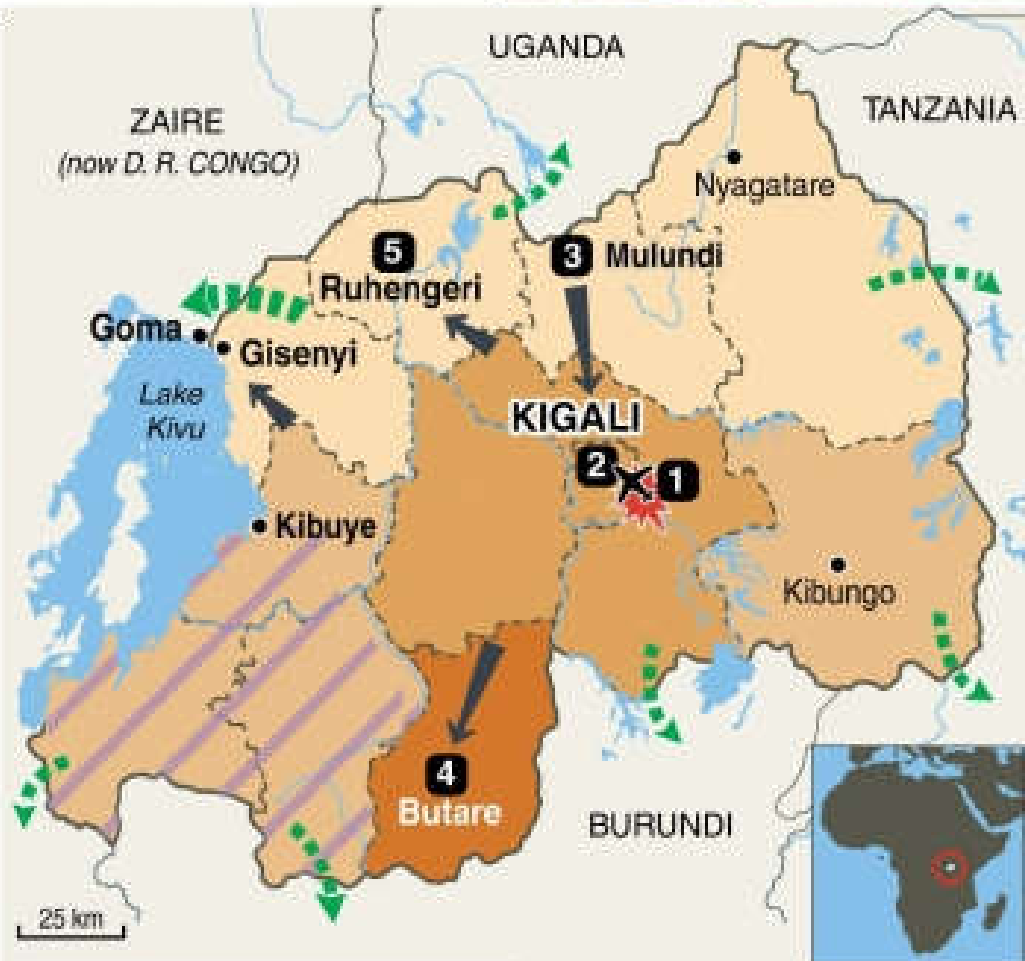 UGANDA
TANZANIA
ZAIRE
(now D. R. CONGO)
Nyagatare
5
Ruhengeri
3 Mulundi
Goma
Gisenyi
Lake
Kivu
KIGALI
2
1
Kibuye
Kibungo
4
Butare
BURUNDI
25 km